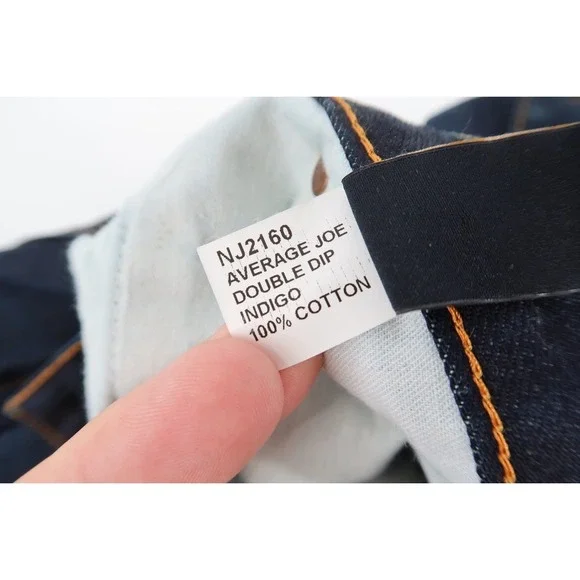 NJ2160
AVERAGE JOE
DOUBLE DIP
INDIGO
100% COTTON